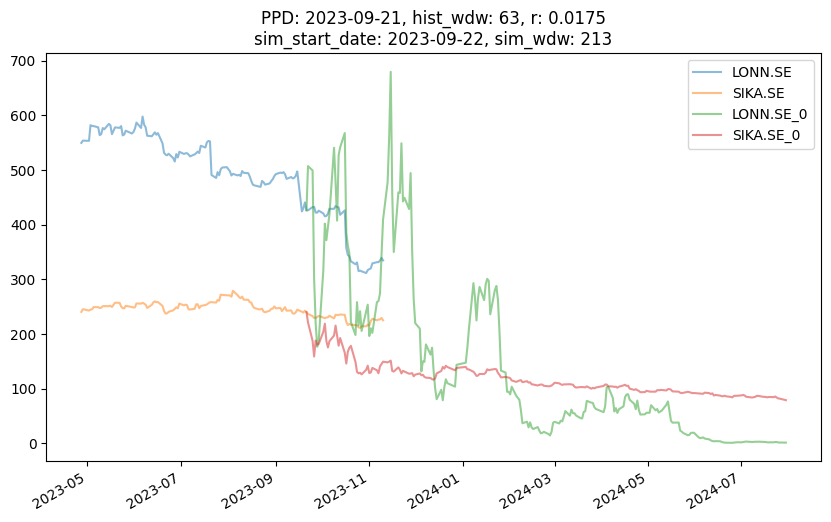 PPD: 2023-09-21, hist_wdw: 63, r: 0.0175
sim_start_date: 2023-09-22, sim_wdw: 213
700
600
500
400
300
200
100
0
LONN.SE
SIKA.SE
LONN.SE_0
SIKA.SE_0
2023-05
2023-07
2023-09
2023-11
2024-01
2024-03
2024-05
2024-07